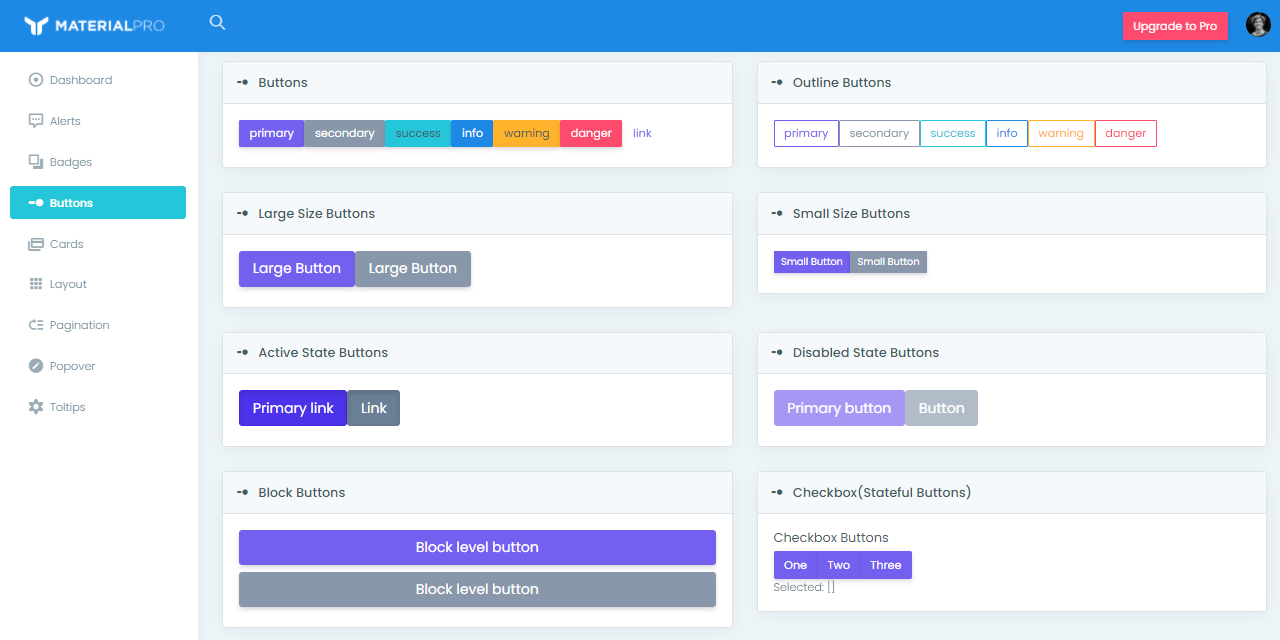 MATERIALPRO
Upgrade to Pro
Dashboard
Alerts
Badges
Buttons
Cards
Layout
Pagination
Popover
Toltips
Buttons
primary secondary success info warning danger link
Outline Buttons
primary secondary success info warning danger
Large Size Buttons
Large Button Large Button
Small Size Buttons
Small Button Small Button
Active State Buttons
Primary link Link
Disabled State Buttons
Primary button Button
Block Buttons
Block level button
Block level button
Checkbox(Stateful Buttons)
Checkbox Buttons
One Two Three
Selected: []